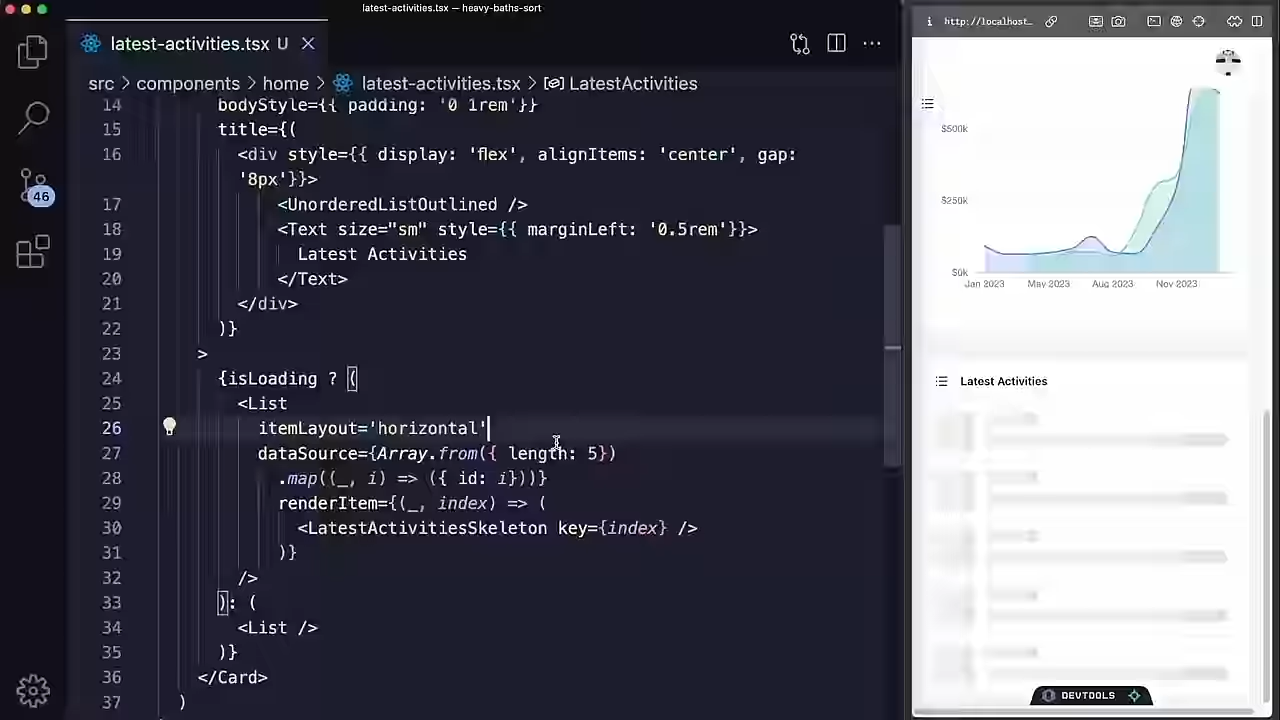 latest-activities.tsx — heavy-baths-sort
latest-activities.tsx U
src > components > home > latest-activities.tsx > LatestActivities
14 bodyStyle={{ padding: '0 1rem'}}
15 title={(
16 <div style={{ display: 'flex', alignItems: 'center', gap:
'8px'}}>
17 <UnorderedListOutlined />
18 <Text size="sm" style={{ marginLeft: '0.5rem'}}>
19 Latest Activities
20 </Text>
21 </div>
22 )}
23 >
24 {isLoading ? (
25 <List
26 itemLayout='horizontal'
27 dataSource={Array.from({ length: 5})
28 .map((_, i) => ({ id: i}))}
29 renderItem={(_, index) => (
30 <LatestActivitiesSkeleton key={index} />
31 )}
32 />
33 ): (
34 <List />
35 )}
36 </Card>
37 )
46
http://localhost…
$500k
$250k
$0k
Jan 2023 May 2023 Aug 2023 Nov 2023
Latest Activities
DEVTOOLS